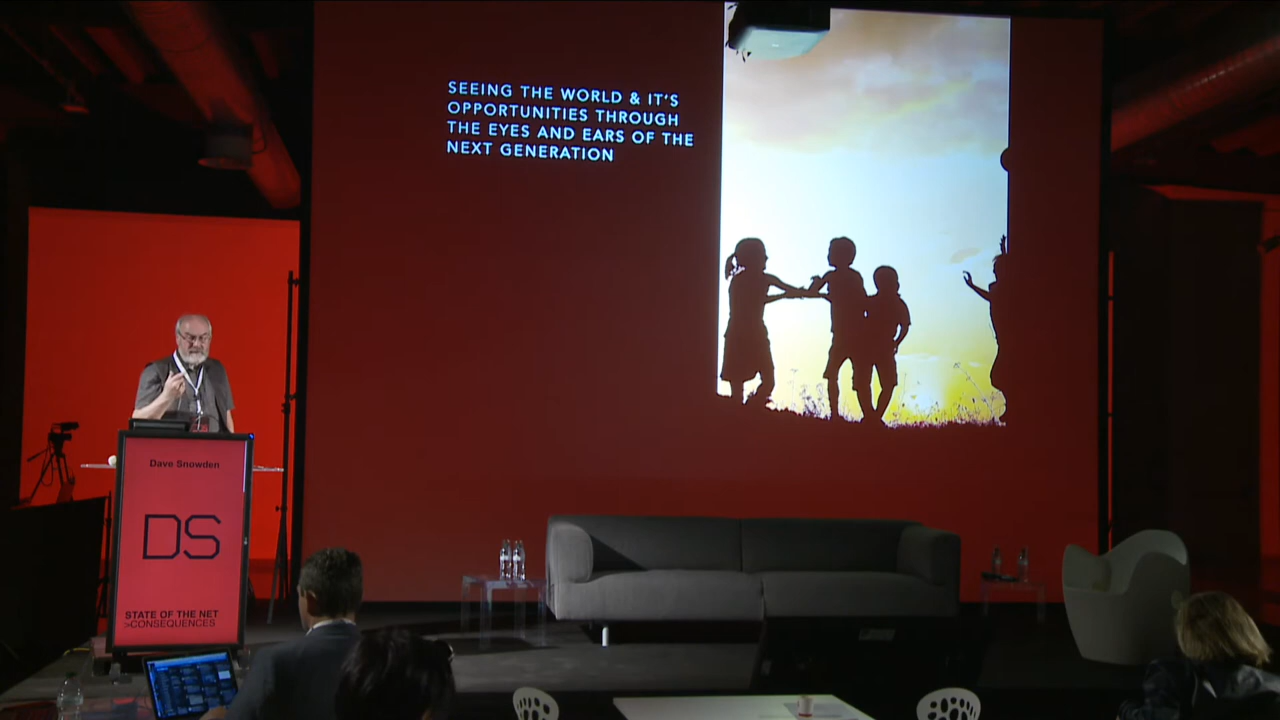 SEEING THE WORLD & IT'S
OPPORTUNITIES THROUGH
THE EYES AND EARS OF THE
NEXT GENERATION
Dave Snowden
DS
STATE OF THE NET
>CONSEQUENCES